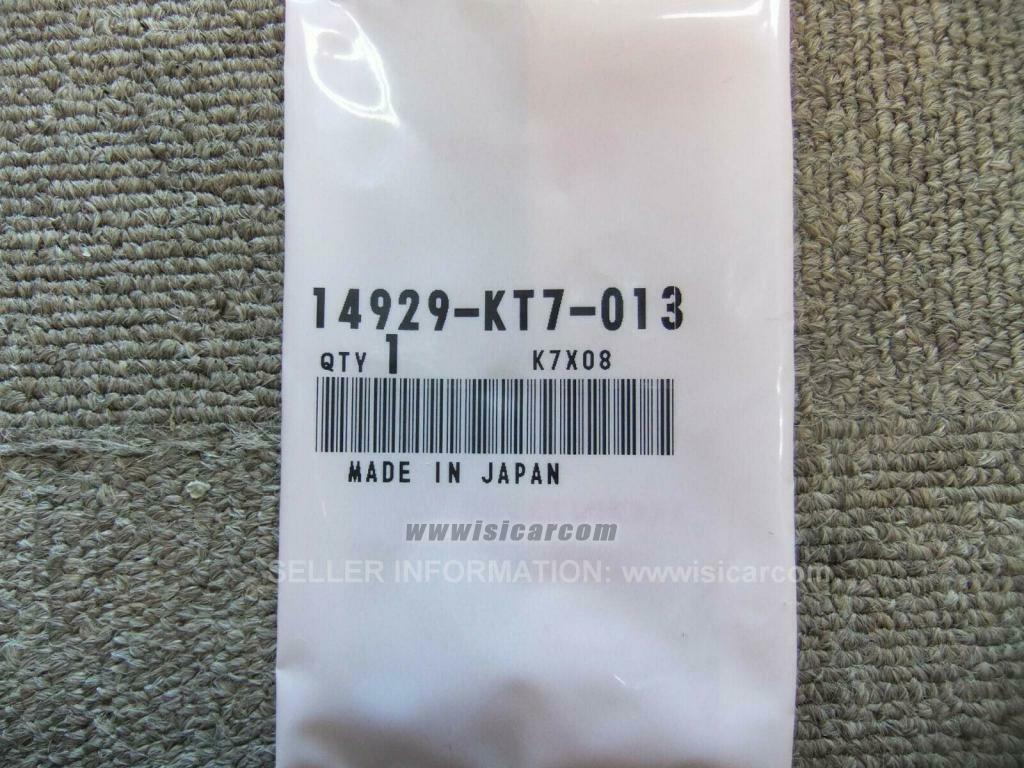 14929-KT7-013
QTY 1 K7X08
MADE IN JAPAN
wwwisicarcom
SELLER INFORMATION: wwwisicarcom